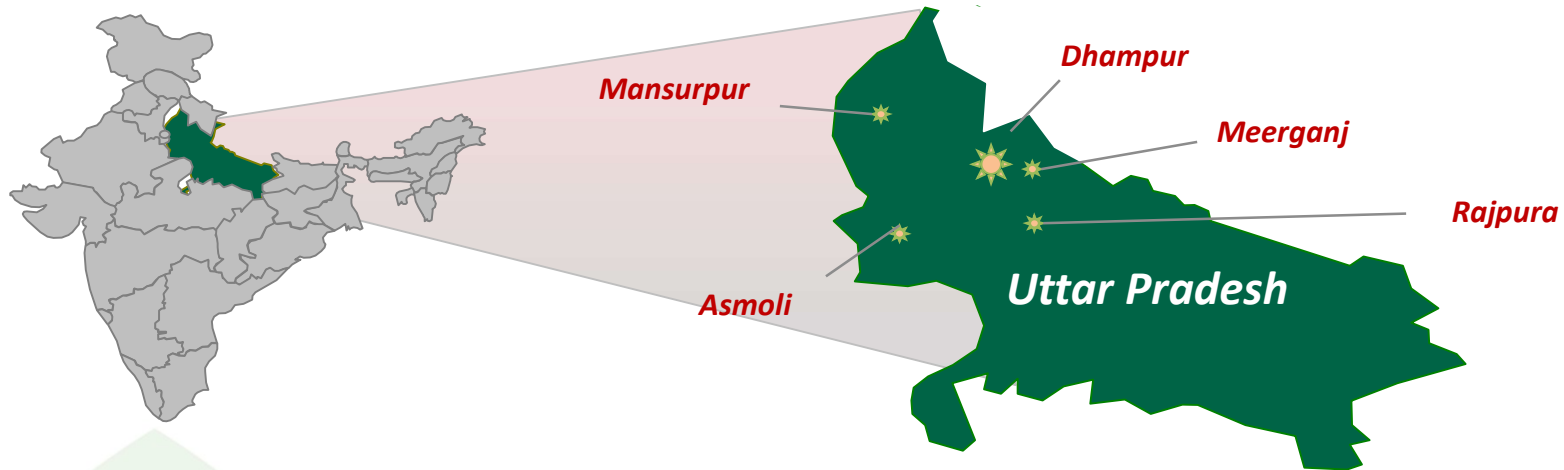 Dhampur
Mansurpur
Meerganj
Rajpura
Uttar Pradesh
Asmoli